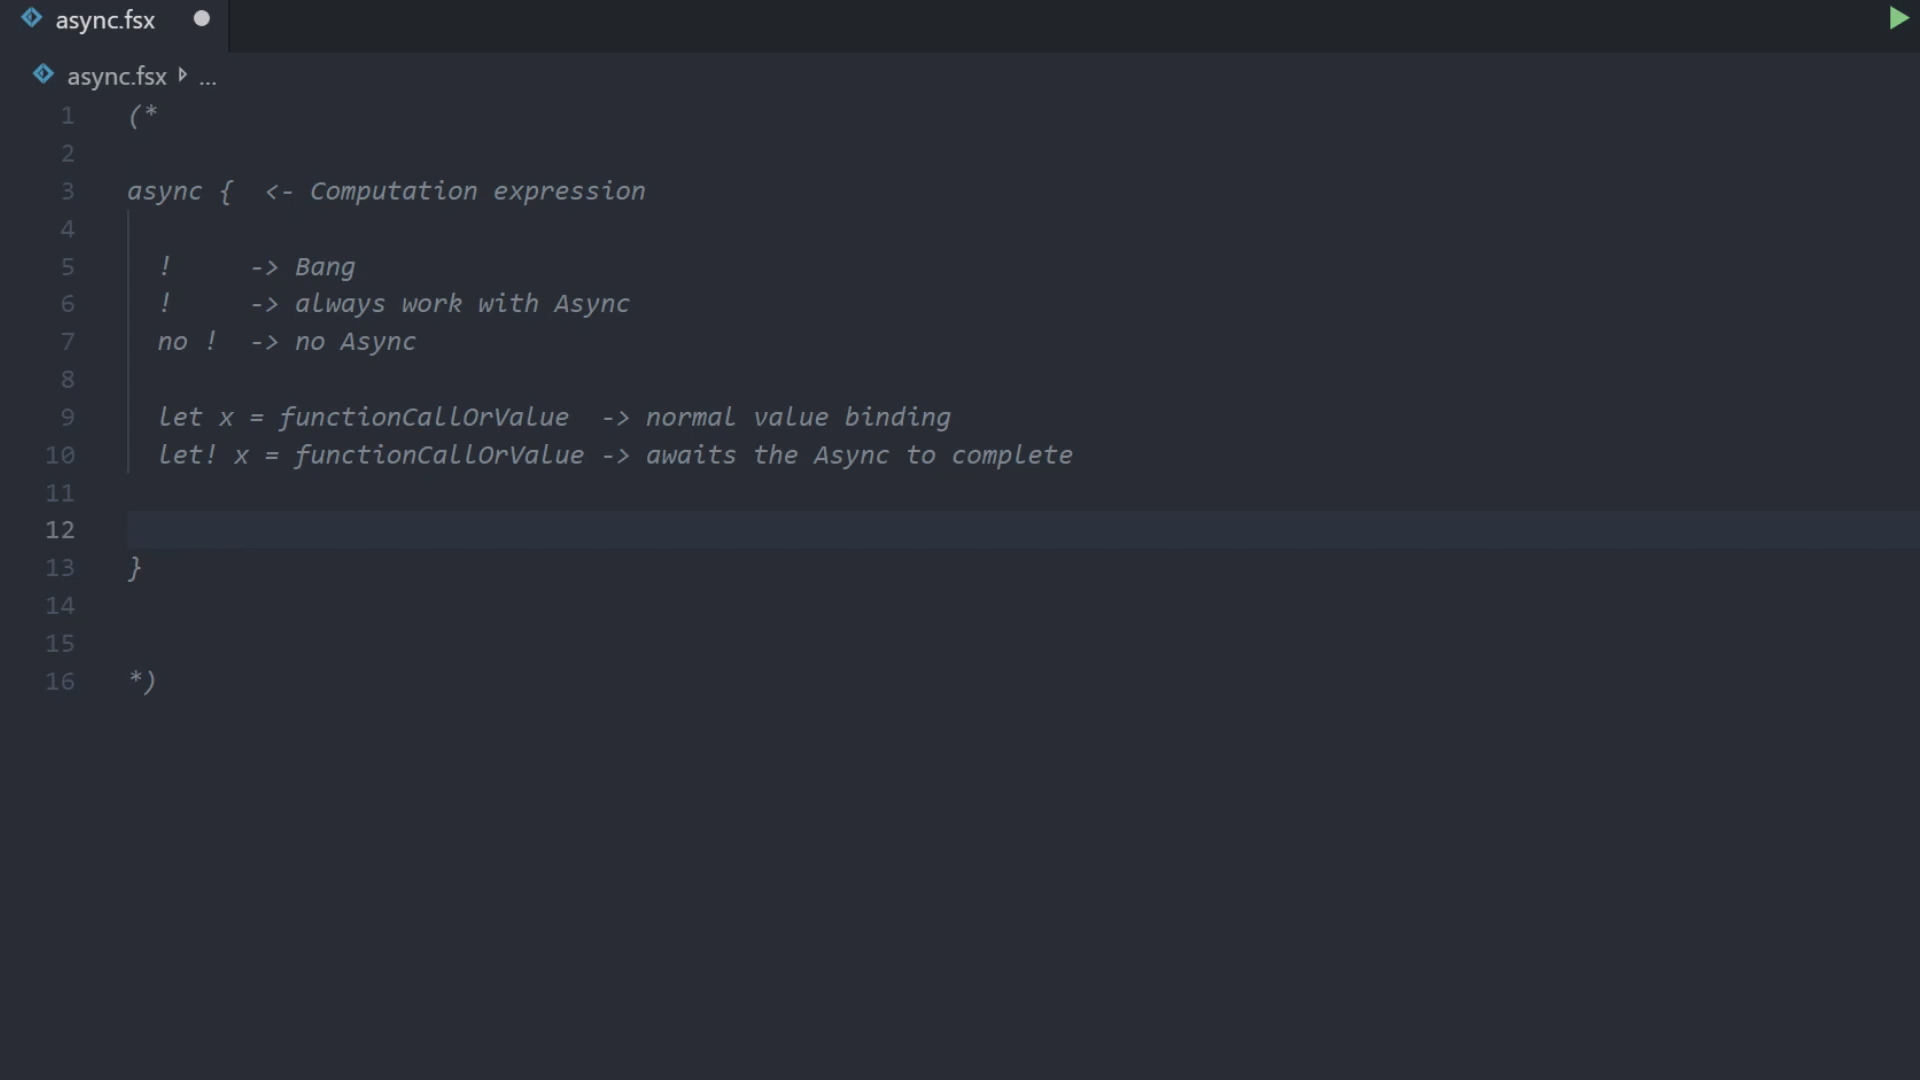 async.fsx
async.fsx ...
1 (*
2
3 async {  <- Computation expression
4
5   !     -> Bang
6   !     -> always work with Async
7   no !  -> no Async
8
9   let x = functionCallOrValue  -> normal value binding
10   let! x = functionCallOrValue -> awaits the Async to complete
11
12
13 }
14
15
16 *)